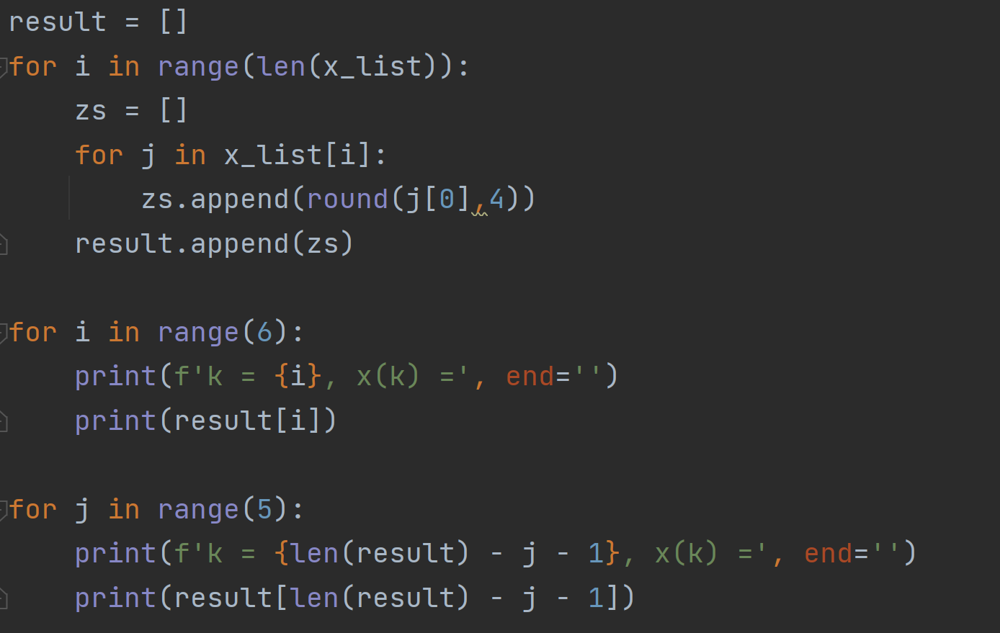 result = []
for i in range(len(x_list)):
    zs = []
    for j in x_list[i]:
        zs.append(round(j[0],4))
    result.append(zs)

for i in range(6):
    print(f'k = {i}, x(k) =', end='')
    print(result[i])

for j in range(5):
    print(f'k = {len(result) - j - 1}, x(k) =', end='')
    print(result[len(result) - j - 1])